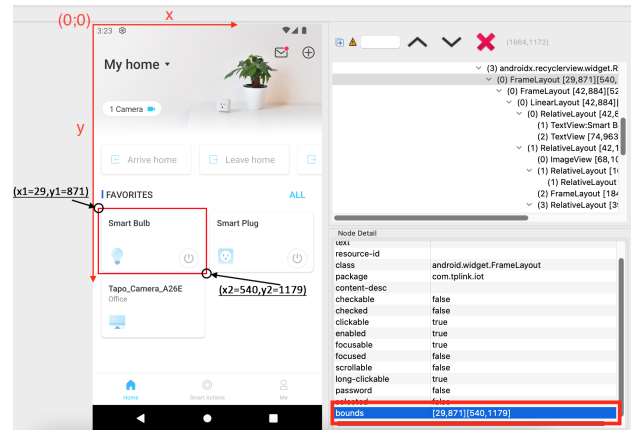 (0;0)
x
y
3:23
My home
1 Camera
Arrive home
Leave home
FAVORITES
ALL
(x1=29,y1=871)
Smart Bulb
Smart Plug
(x2=540,y2=1179)
Tapo_Camera_A26E
Office
Home
Smart Actions
Me
(1664,1172)
(3) androidx.recyclerview.widget.R
(0) FrameLayout [29,871][540,
(0) FrameLayout [42,884][52
(0) LinearLayout [42,884][
(0) RelativeLayout [42,8
(1) TextView:Smart B
(2) TextView [74,963
(1) RelativeLayout [42,1
(0) ImageView [68,10
(1) RelativeLayout [1
(1) RelativeLayout
(2) FrameLayout [184
(3) RelativeLayout [3
Node Detail
text
resource-id
class android.widget.FrameLayout
package com.tplink.iot
content-desc
checkable false
checked false
clickable true
enabled true
focusable true
focused false
scrollable false
long-clickable true
password false
selected false
bounds [29,871][540,1179]